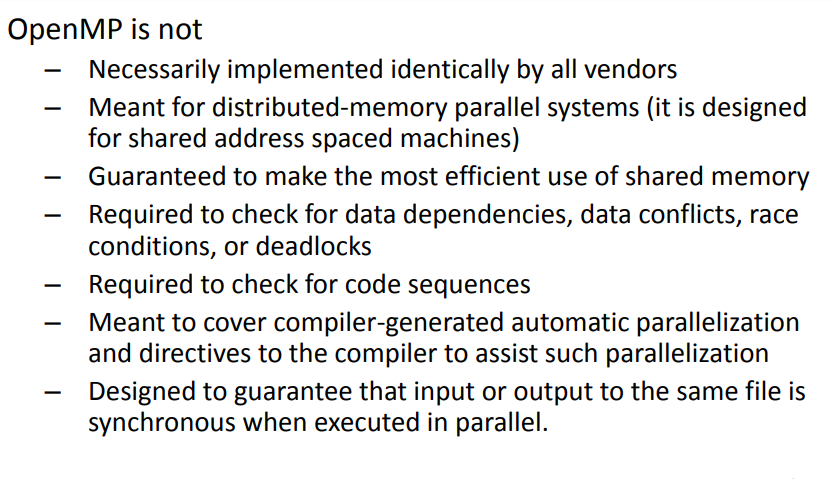 OpenMP is not
– Necessarily implemented identically by all vendors
– Meant for distributed-memory parallel systems (it is designed
for shared address spaced machines)
– Guaranteed to make the most efficient use of shared memory
– Required to check for data dependencies, data conflicts, race
conditions, or deadlocks
– Required to check for code sequences
– Meant to cover compiler-generated automatic parallelization
and directives to the compiler to assist such parallelization
– Designed to guarantee that input or output to the same file is
synchronous when executed in parallel.